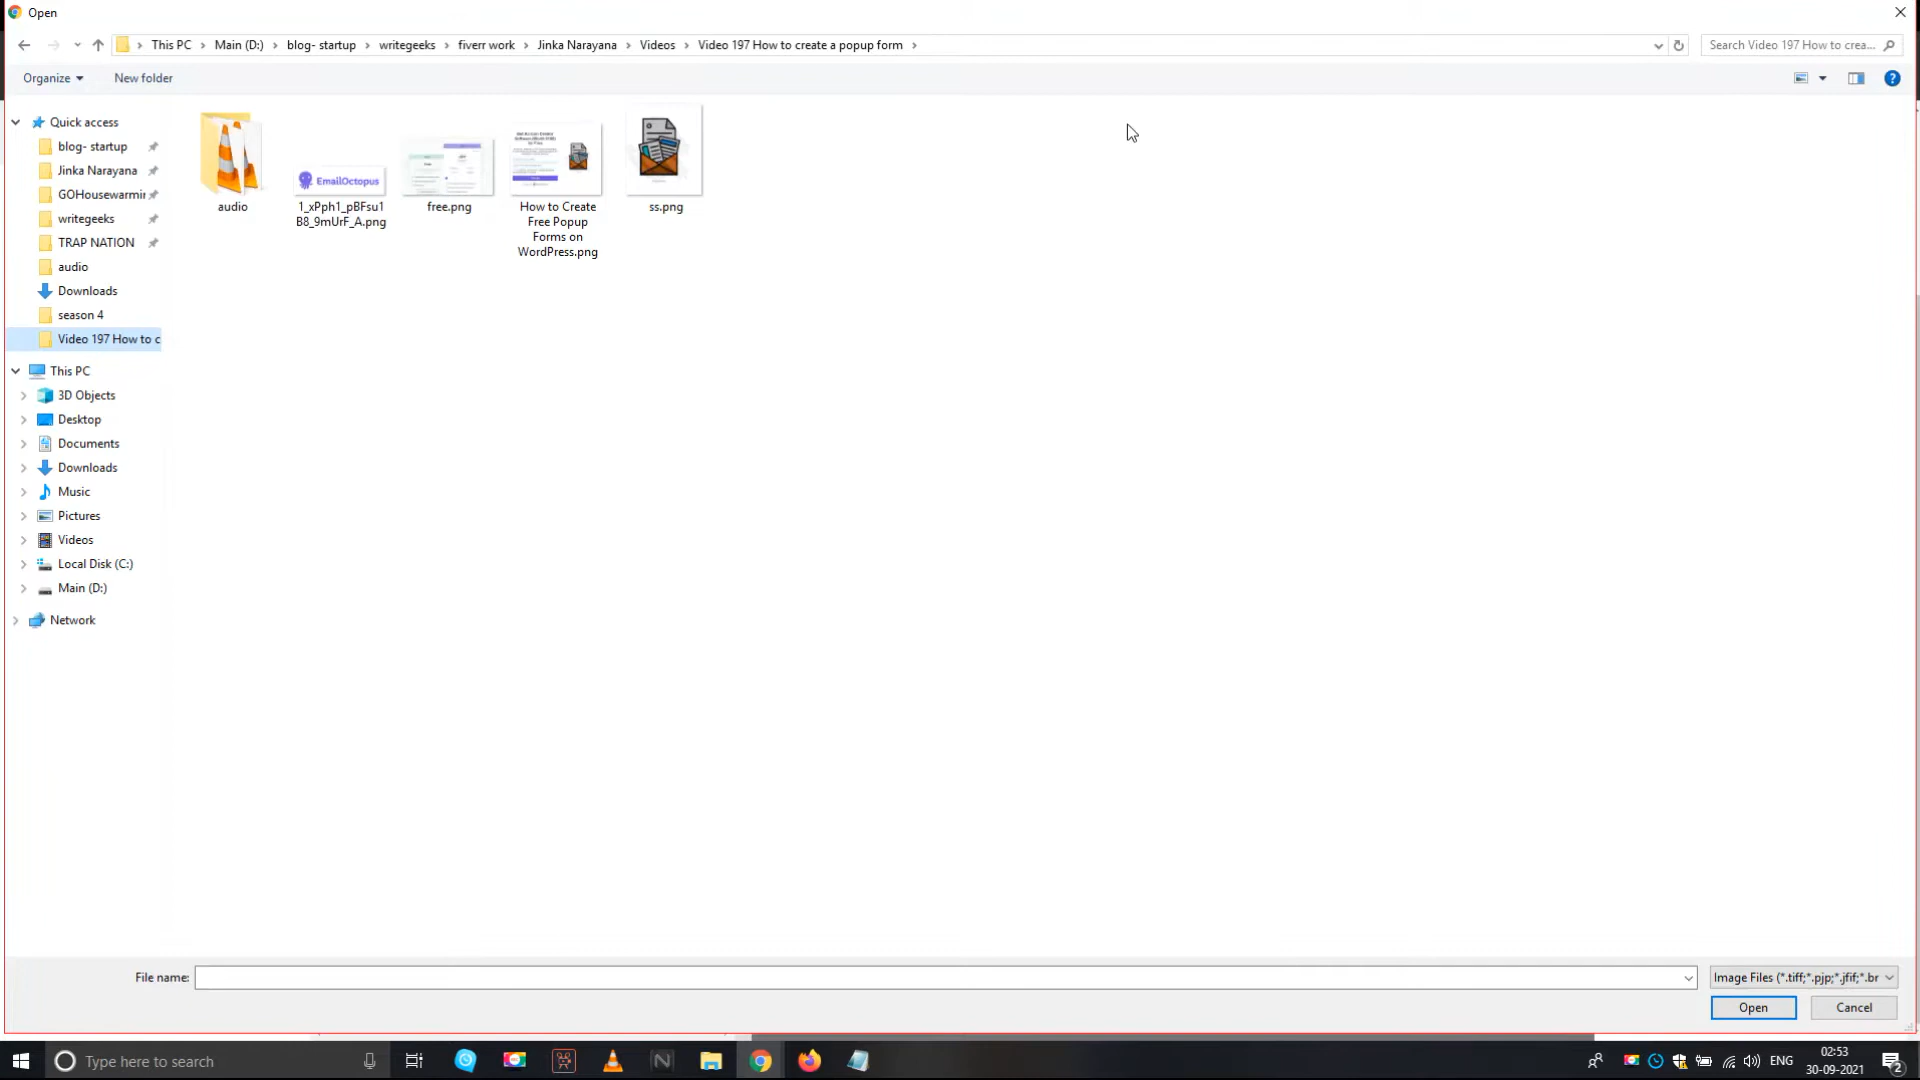 Open
This PC
Main (D:)
blog- startup
writegeeks
fiverr work
Jinka Narayana
Videos
Video 197 How to create a popup form
Search Video 197 How to crea...
Organize
New folder
Quick access
blog- startup
Jinka Narayana
GOHousewarmir
writegeeks
TRAP NATION
audio
Downloads
season 4
Video 197 How to c
This PC
3D Objects
Desktop
Documents
Downloads
Music
Pictures
Videos
Local Disk (C:)
Main (D:)
Network
audio
EmailOctopus
1_xPph1_pBFsu1
B8_9mUrF_A.png
free.png
How to Create
Free Popup
Forms on
WordPress.png
ss.png
File name:
Image Files (*.tiff;*.pjp;*.jfif;*.br
Open
Cancel
Type here to search
ENG
02:53
30-09-2021
2